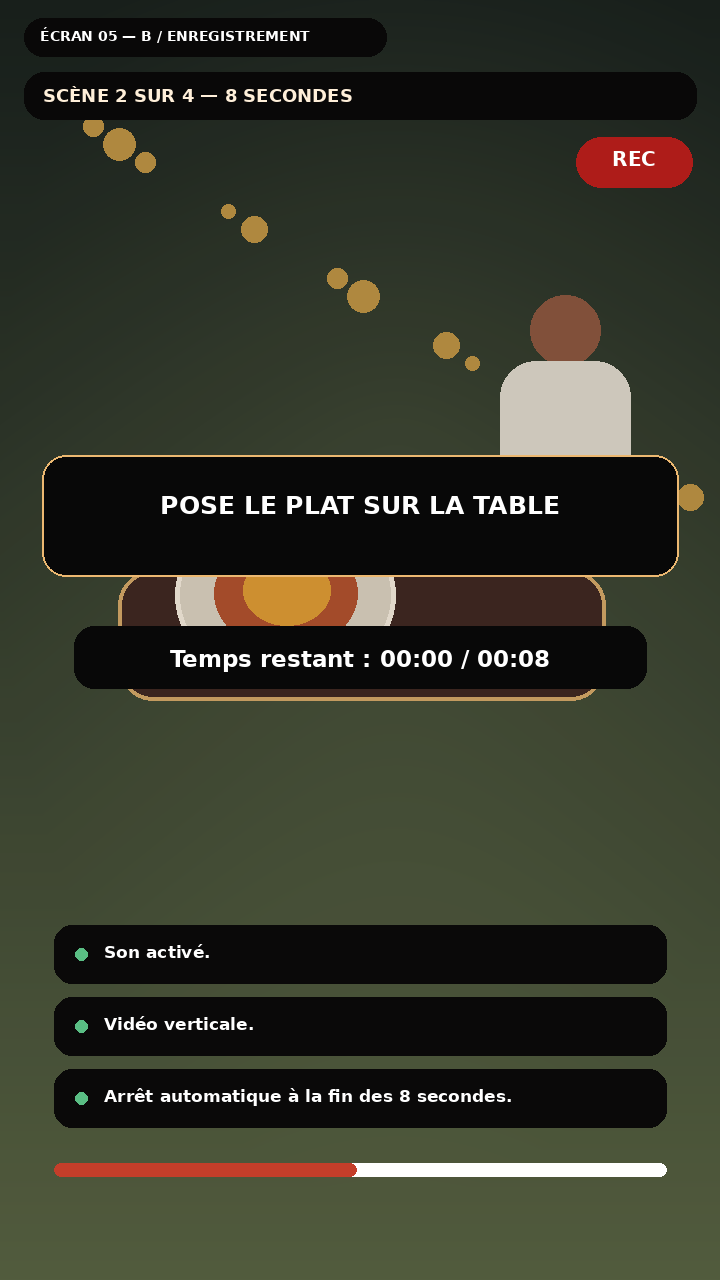 ÉCRAN 05 — B / ENREGISTREMENT
SCÈNE 2 SUR 4 — 8 SECONDES
REC
POSE LE PLAT SUR LA TABLE
Temps restant : 00:00 / 00:08
Son activé.
Vidéo verticale.
Arrêt automatique à la fin des 8 secondes.